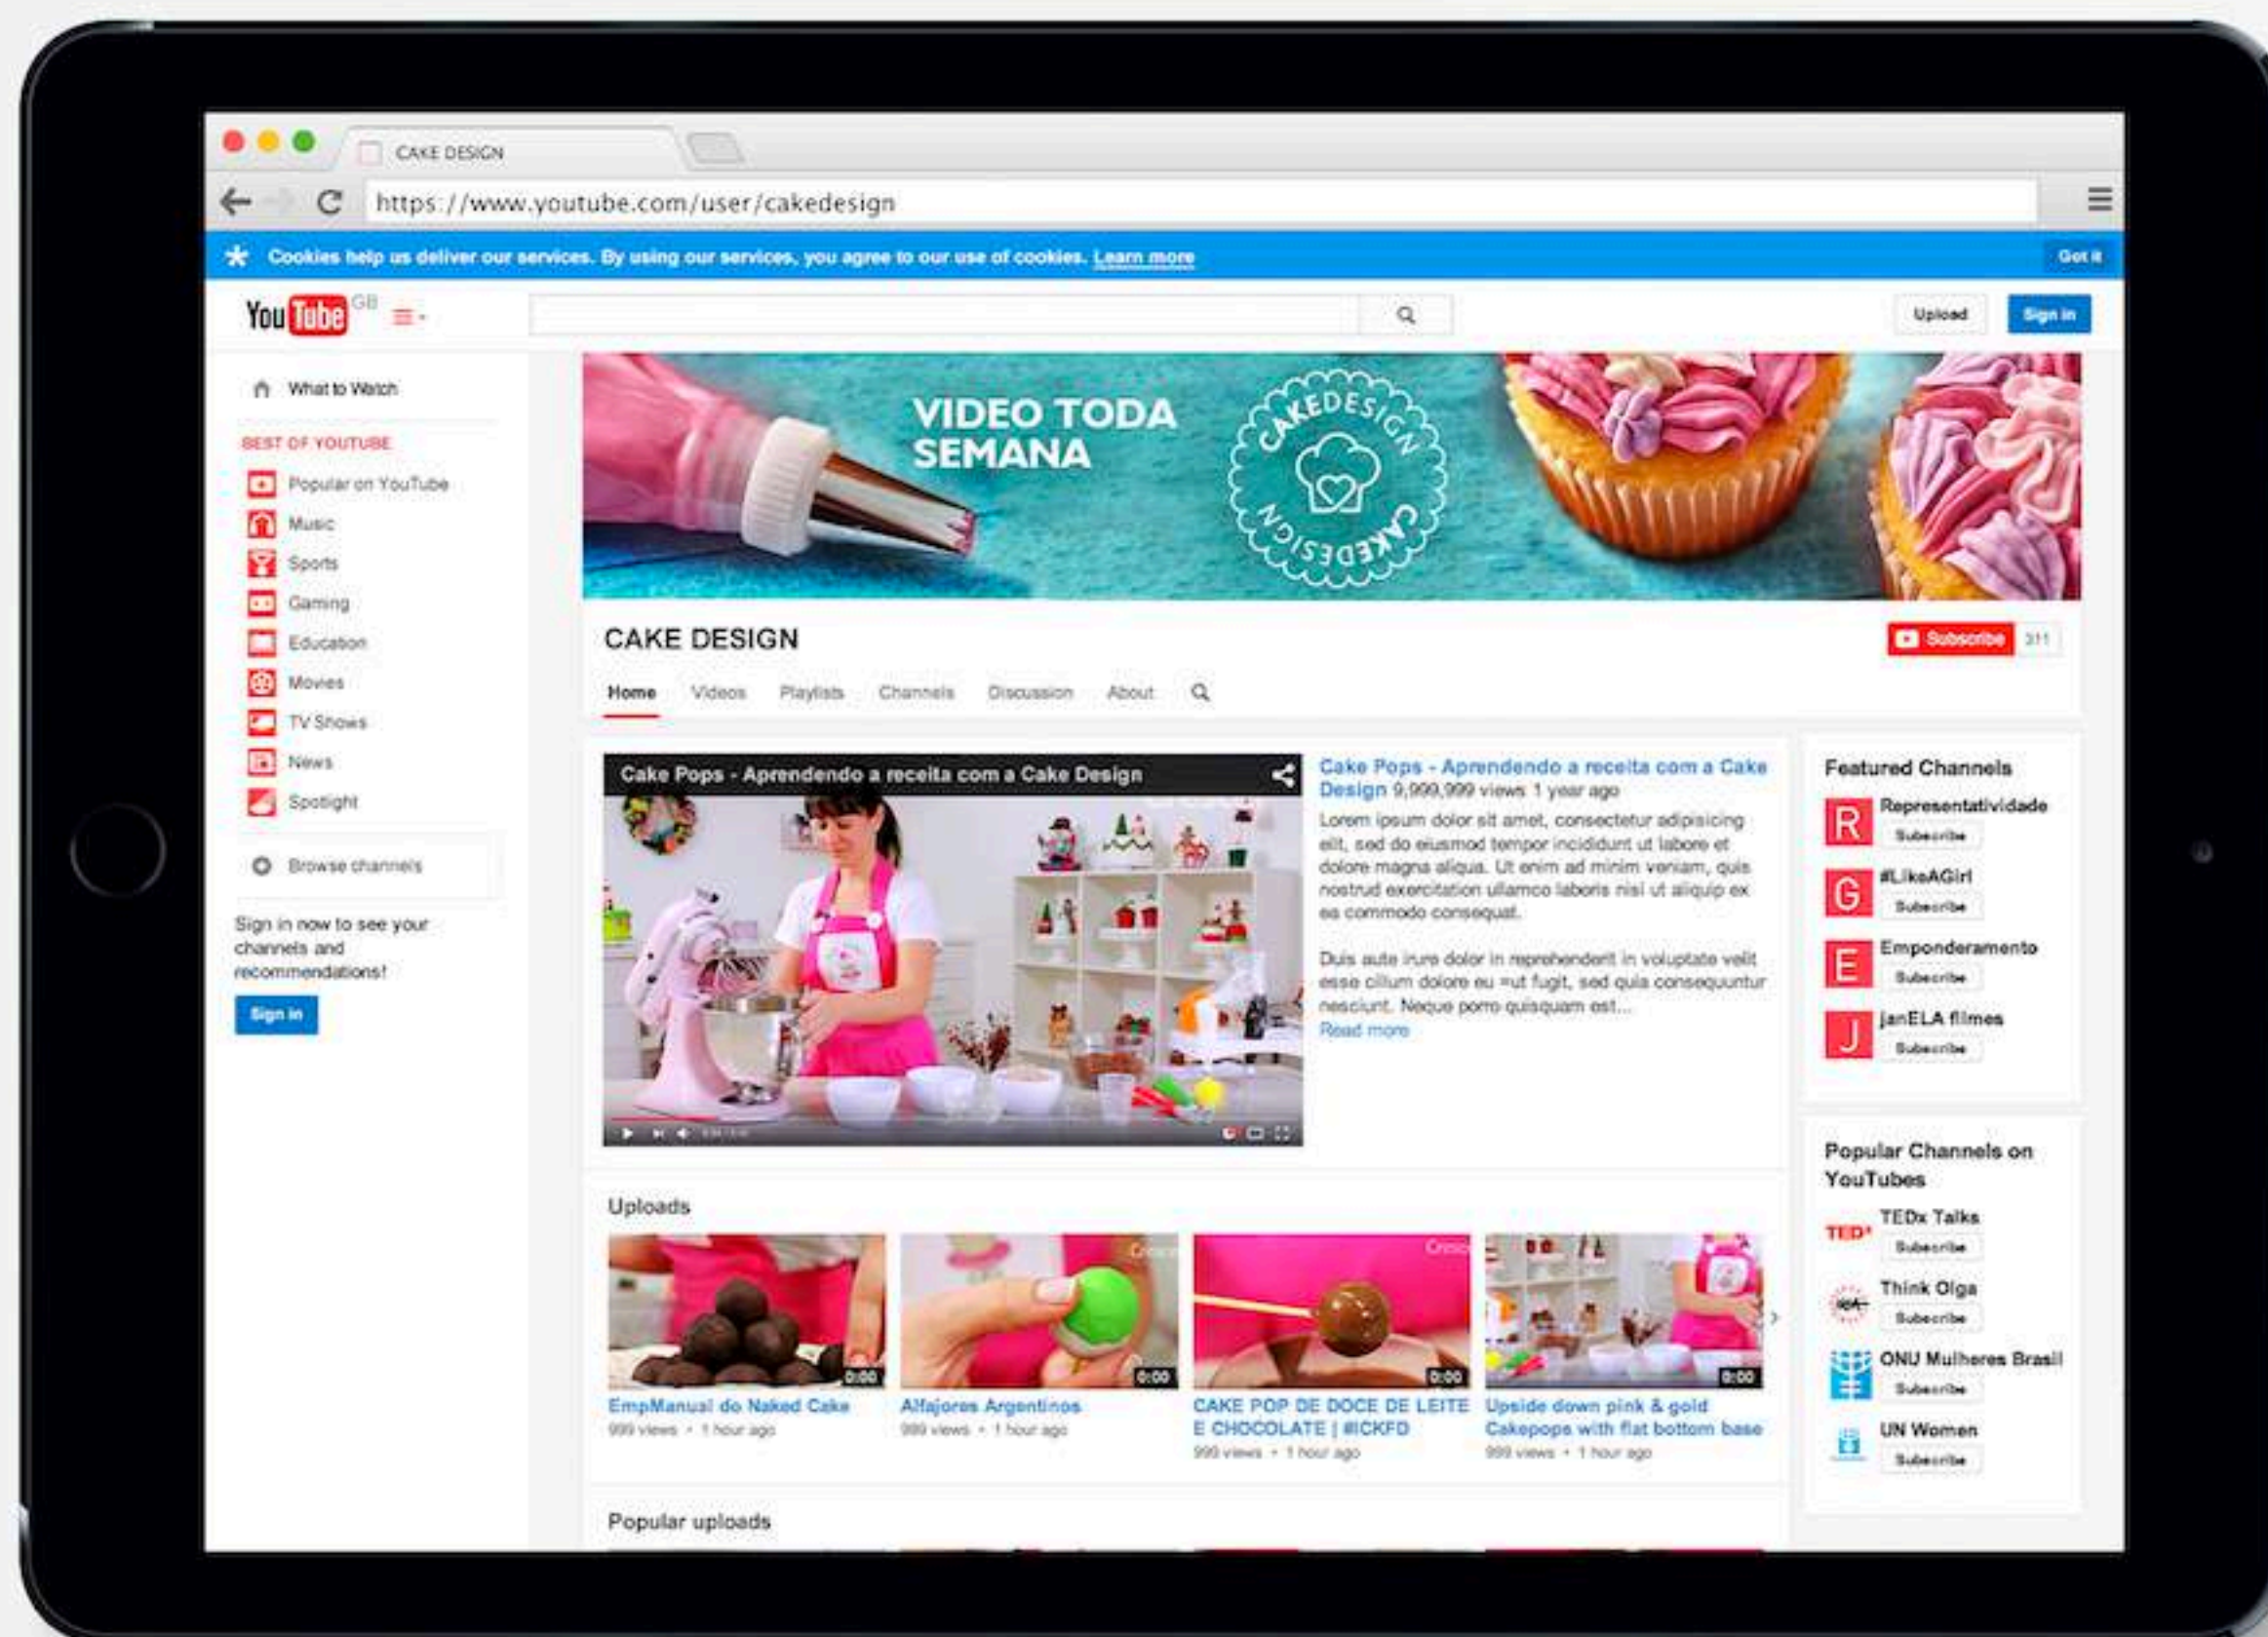 CAKE DESIGN
https://www.youtube.com/user/cakedesign
Cookies help us deliver our services. By using our services, you agree to our use of cookies. Learn more
Got it
YouTube GB
Upload
Sign in
What to Watch
BEST OF YOUTUBE
Popular on YouTube
Music
Sports
Gaming
Education
Movies
TV Shows
News
Spotlight
Browse channels
Sign in now to see your
channels and
recommendations!
Sign in
VIDEO TODA
SEMANA
CAKEDESIGN
CAKEDESIGN
CAKE DESIGN
Subscribe 311
Home Videos Playlists Channels Discussion About
Cake Pops - Aprendendo a receita com a Cake Design
Cake Pops - Aprendendo a receita com a Cake
Design 9,999,999 views 1 year ago
Lorem ipsum dolor sit amet, consectetur adipisicing
elit, sed do eiusmod tempor incididunt ut labore et
dolore magna aliqua. Ut enim ad minim veniam, quis
nostrud exercitation ullamco laboris nisi ut aliquip ex
ea commodo consequat.
Duis aute irure dolor in reprehenderit in voluptate velit
esse cillum dolore eu =ut fugit, sed quia consequuntur
nesciunt. Neque porro quisquam est...
Read more
Uploads
0:00
EmpManual do Naked Cake
999 views • 1 hour ago
0:00
Alfajores Argentinos
999 views • 1 hour ago
0:00
CAKE POP DE DOCE DE LEITE
E CHOCOLATE | #ICKFD
999 views • 1 hour ago
0:00
Upside down pink & gold
Cakepops with flat bottom base
999 views • 1 hour ago
Popular uploads
Featured Channels
R
Representatividade
Subscribe
G
#LikeAGirl
Subscribe
E
Emponderamento
Subscribe
J
janELA filmes
Subscribe
Popular Channels on
YouTubes
TEDx
TEDx Talks
Subscribe
Think Olga
Subscribe
ONU Mulheres Brasil
Subscribe
UN Women
Subscribe